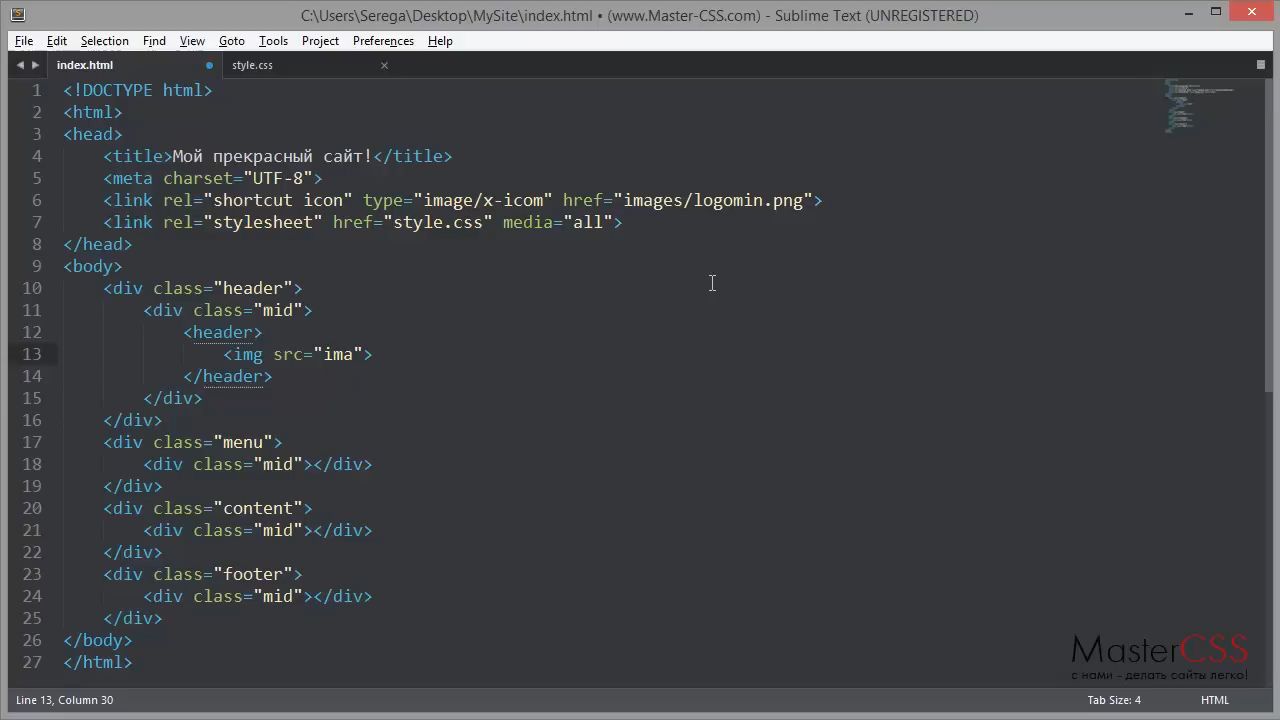 C:\Users\Serega\Desktop\MySite\index.html • (www.Master-CSS.com) - Sublime Text (UNREGISTERED)
File Edit Selection Find View Goto Tools Project Preferences Help
index.html style.css
1 <!DOCTYPE html>
2 <html>
3 <head>
4 <title>Мой прекрасный сайт!</title>
5 <meta charset="UTF-8">
6 <link rel="shortcut icon" type="image/x-icom" href="images/logomin.png">
7 <link rel="stylesheet" href="style.css" media="all">
8 </head>
9 <body>
10 <div class="header">
11 <div class="mid">
12 <header>
13 <img src="ima">
14 </header>
15 </div>
16 </div>
17 <div class="menu">
18 <div class="mid"></div>
19 </div>
20 <div class="content">
21 <div class="mid"></div>
22 </div>
23 <div class="footer">
24 <div class="mid"></div>
25 </div>
26 </body>
27 </html>
MasterCSS
с нами - делать сайты легко!
Line 13, Column 30 Tab Size: 4 HTML